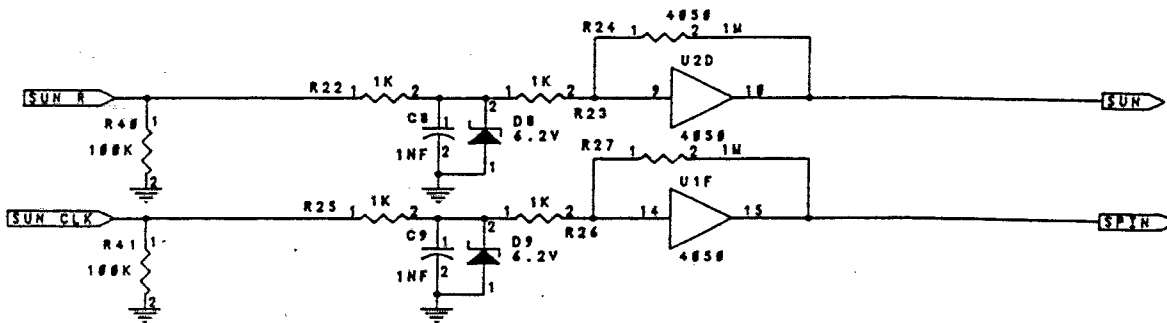 R24 1 4050 2 1M
U2D
SUN R
R22 1 1K 2
1 1K 2
R23
9
10
SUN
R40 1
100K
2
C8 1
1NF 2
2
D8
6.2V
1
4050
R27 1 2 1M
U1F
SUN CLK
R25 1 1K 2
1 1K 2
R26
14
15
SPIN
R41 1
100K
2
C9 1
1NF 2
2
D9
6.2V
1
4050